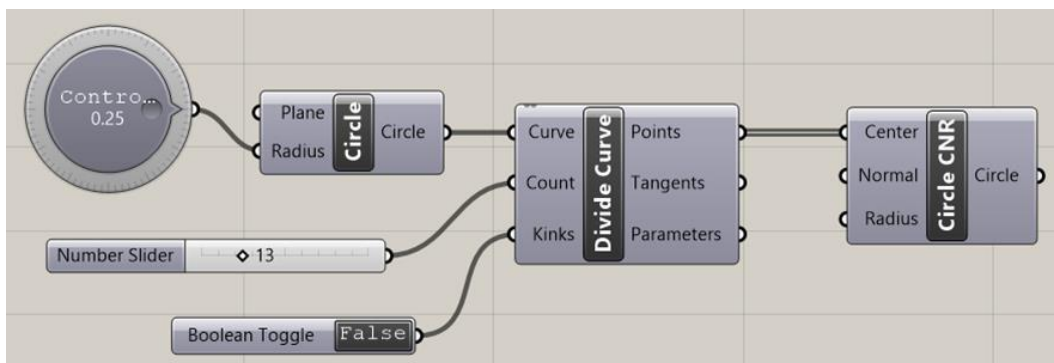 Contro...
0.25
Plane
Radius
Circle
Circle
Curve
Count
Kinks
Divide Curve
Points
Tangents
Parameters
Center
Normal
Radius
Circle CNR
Circle
Number Slider 13
Boolean Toggle False